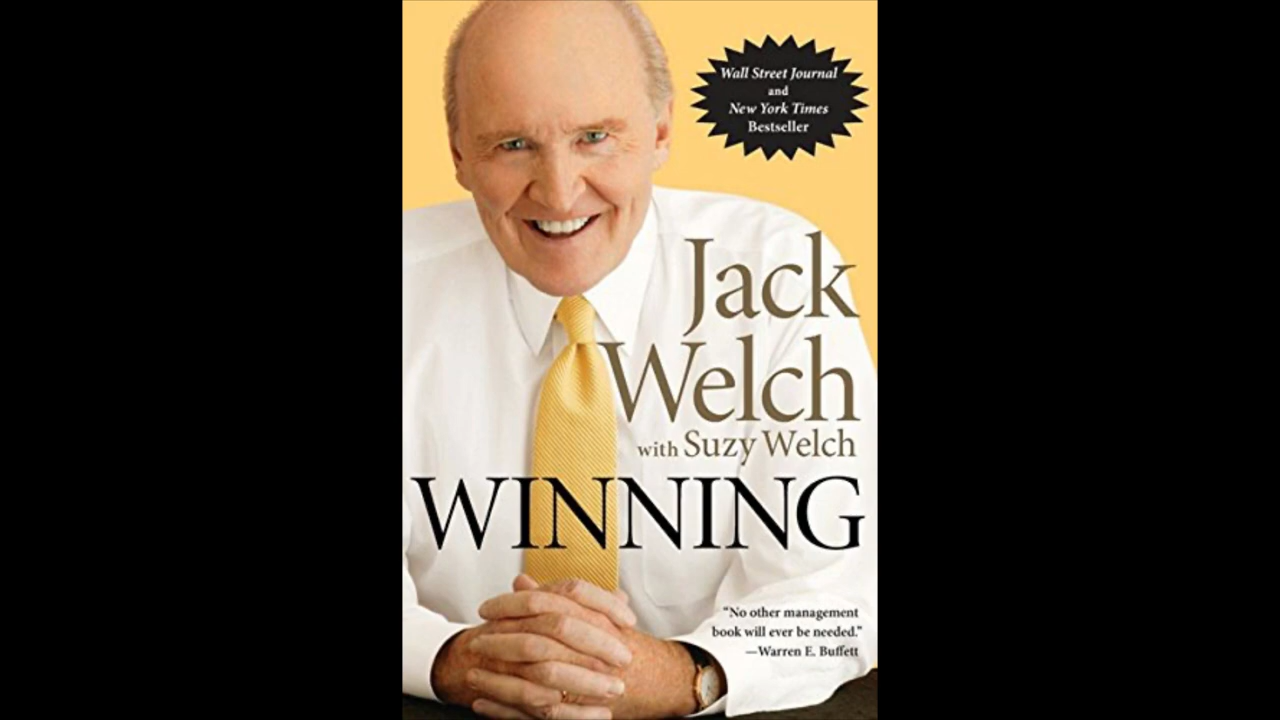 Wall Street Journal
and
New York Times
Bestseller
Jack
Welch
with Suzy Welch
WINNING
“No other management
book will ever be needed.”
—Warren E. Buffett